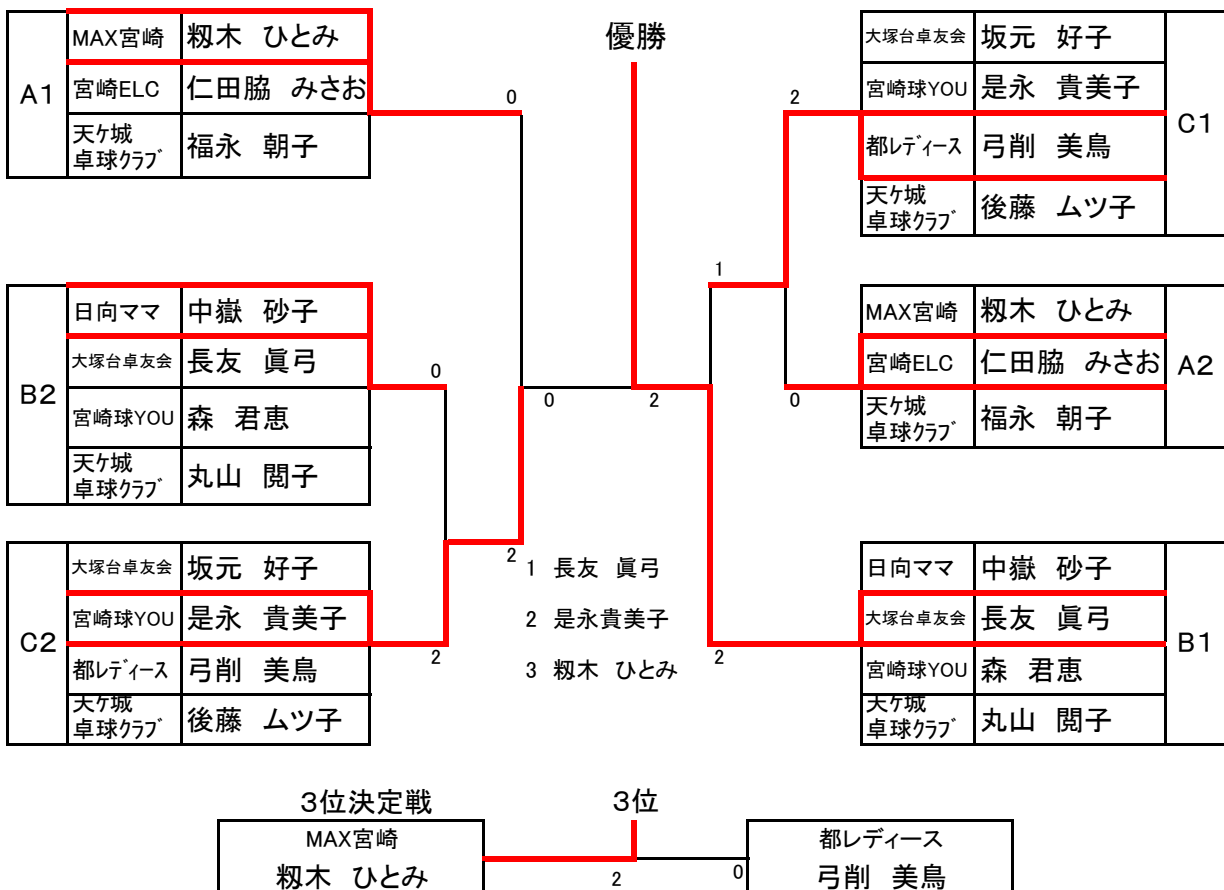 優勝
A1
MAX宮崎 籾木 ひとみ
宮崎ELC 仁田脇 みさお
天ケ城
卓球クラブ 福永 朝子
0
B2
日向ママ 中嶽 砂子
大塚台卓友会 長友 眞弓
宮崎球YOU 森 君恵
天ケ城
卓球クラブ 丸山 閲子
0
C2
大塚台卓友会 坂元 好子
宮崎球YOU 是永 貴美子
都レディース 弓削 美鳥
天ケ城
卓球クラブ 後藤 ムツ子
2
2
0
2
1 長友 眞弓
2 是永貴美子
3 籾木 ひとみ
C1
大塚台卓友会 坂元 好子
宮崎球YOU 是永 貴美子
都レディース 弓削 美鳥
天ケ城
卓球クラブ 後藤 ムツ子
2
1
A2
MAX宮崎 籾木 ひとみ
宮崎ELC 仁田脇 みさお
天ケ城
卓球クラブ 福永 朝子
0
B1
日向ママ 中嶽 砂子
大塚台卓友会 長友 眞弓
宮崎球YOU 森 君恵
天ケ城
卓球クラブ 丸山 閲子
2
3位決定戦
3位
MAX宮崎
籾木 ひとみ
2
0
都レディース
弓削 美鳥